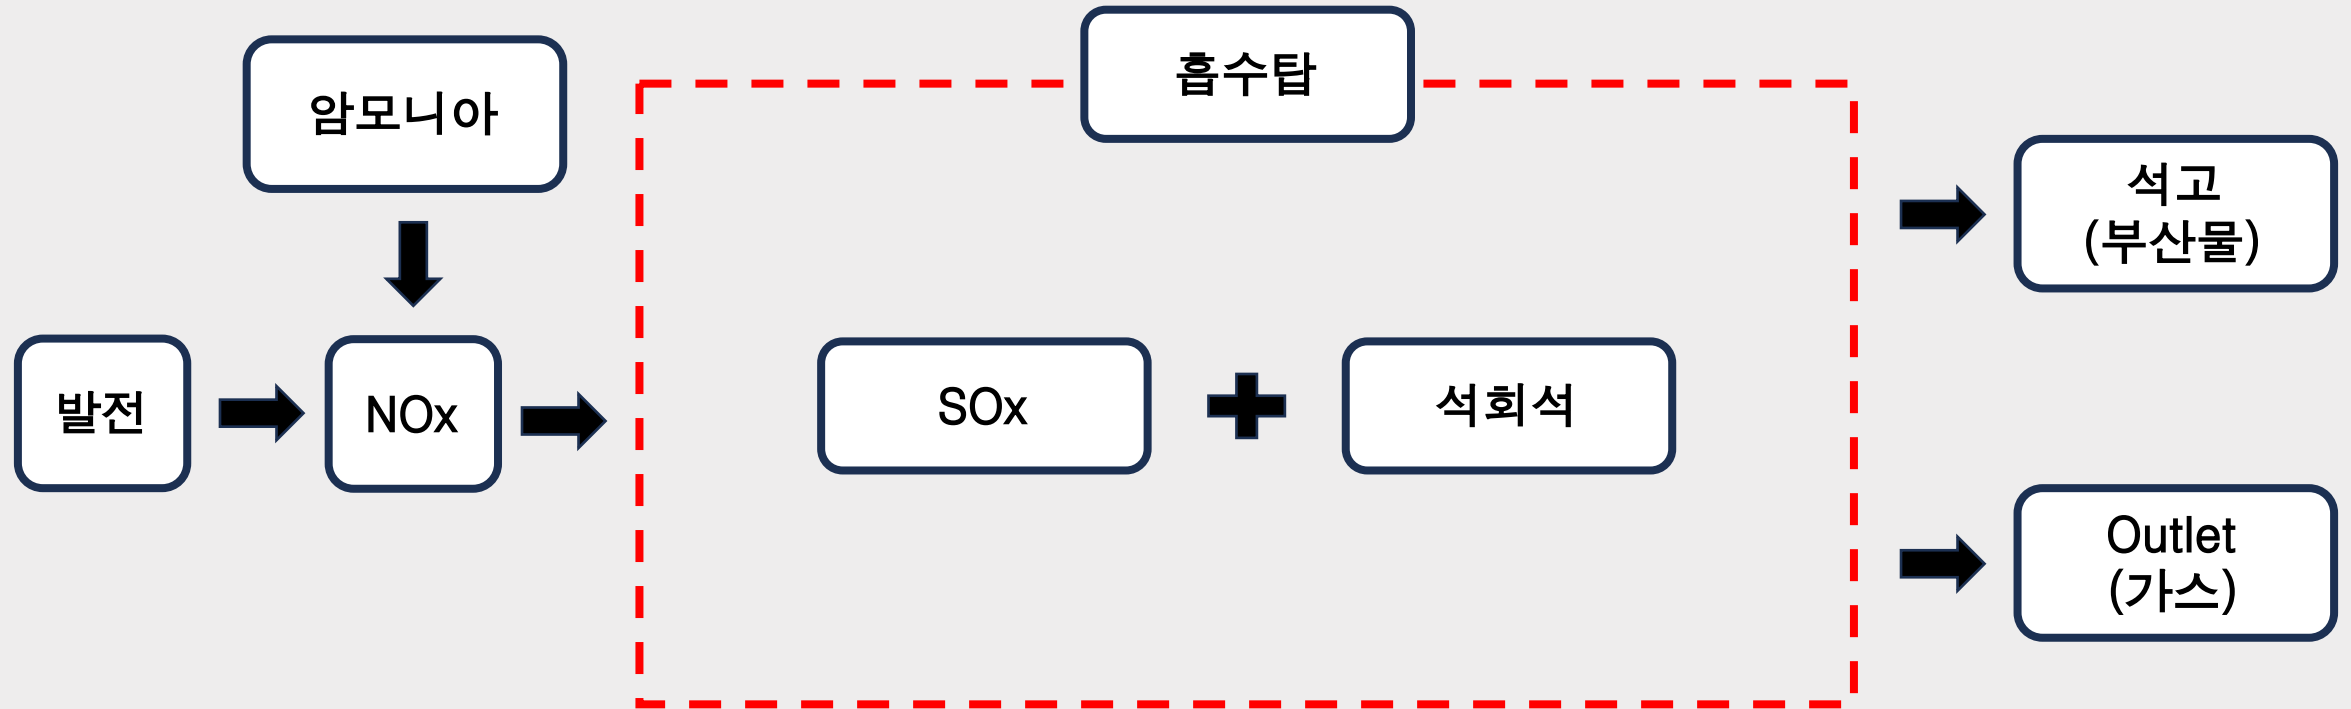 암모니아
흡수탑
발전
NOx
SOx
석회석
석고
(부산물)
Outlet
(가스)